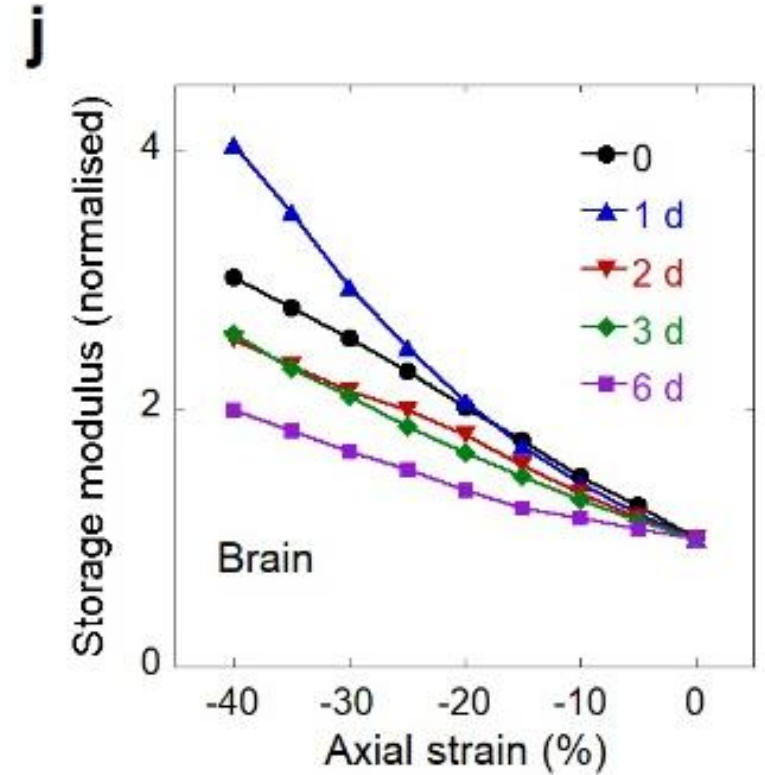 j
Storage modulus (normalised)
4
2
0
0
1 d
2 d
3 d
6 d
Brain
-40 -30 -20 -10 0
Axial strain (%)